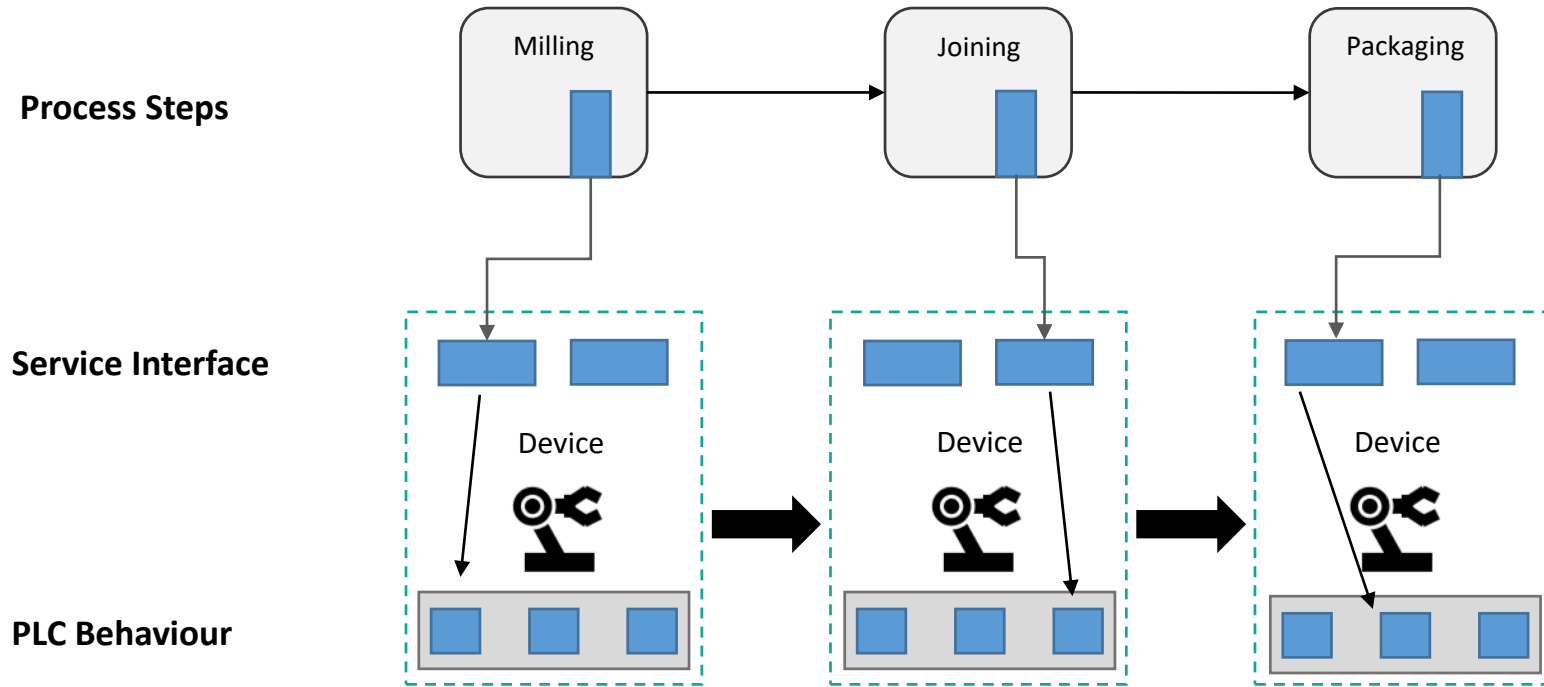 Milling
Joining
Packaging
Process Steps
Service Interface
Device
Device
Device
PLC Behaviour